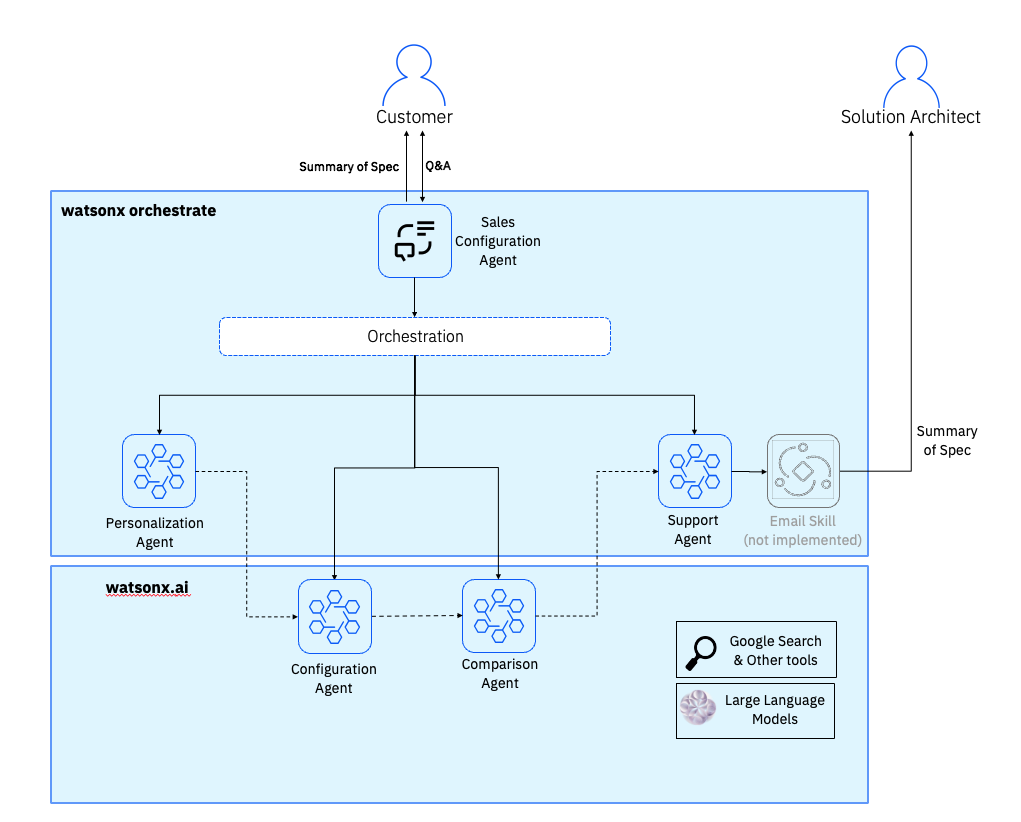 Customer
Solution Architect
Summary of Spec
Q&A
watsonx orchestrate
Sales
Configuration
Agent
Orchestration
Summary
of Spec
Personalization
Agent
Support
Agent
Email Skill
(not implemented)
watsonx.ai
Configuration
Agent
Comparison
Agent
Google Search
& Other tools
Large Language
Models